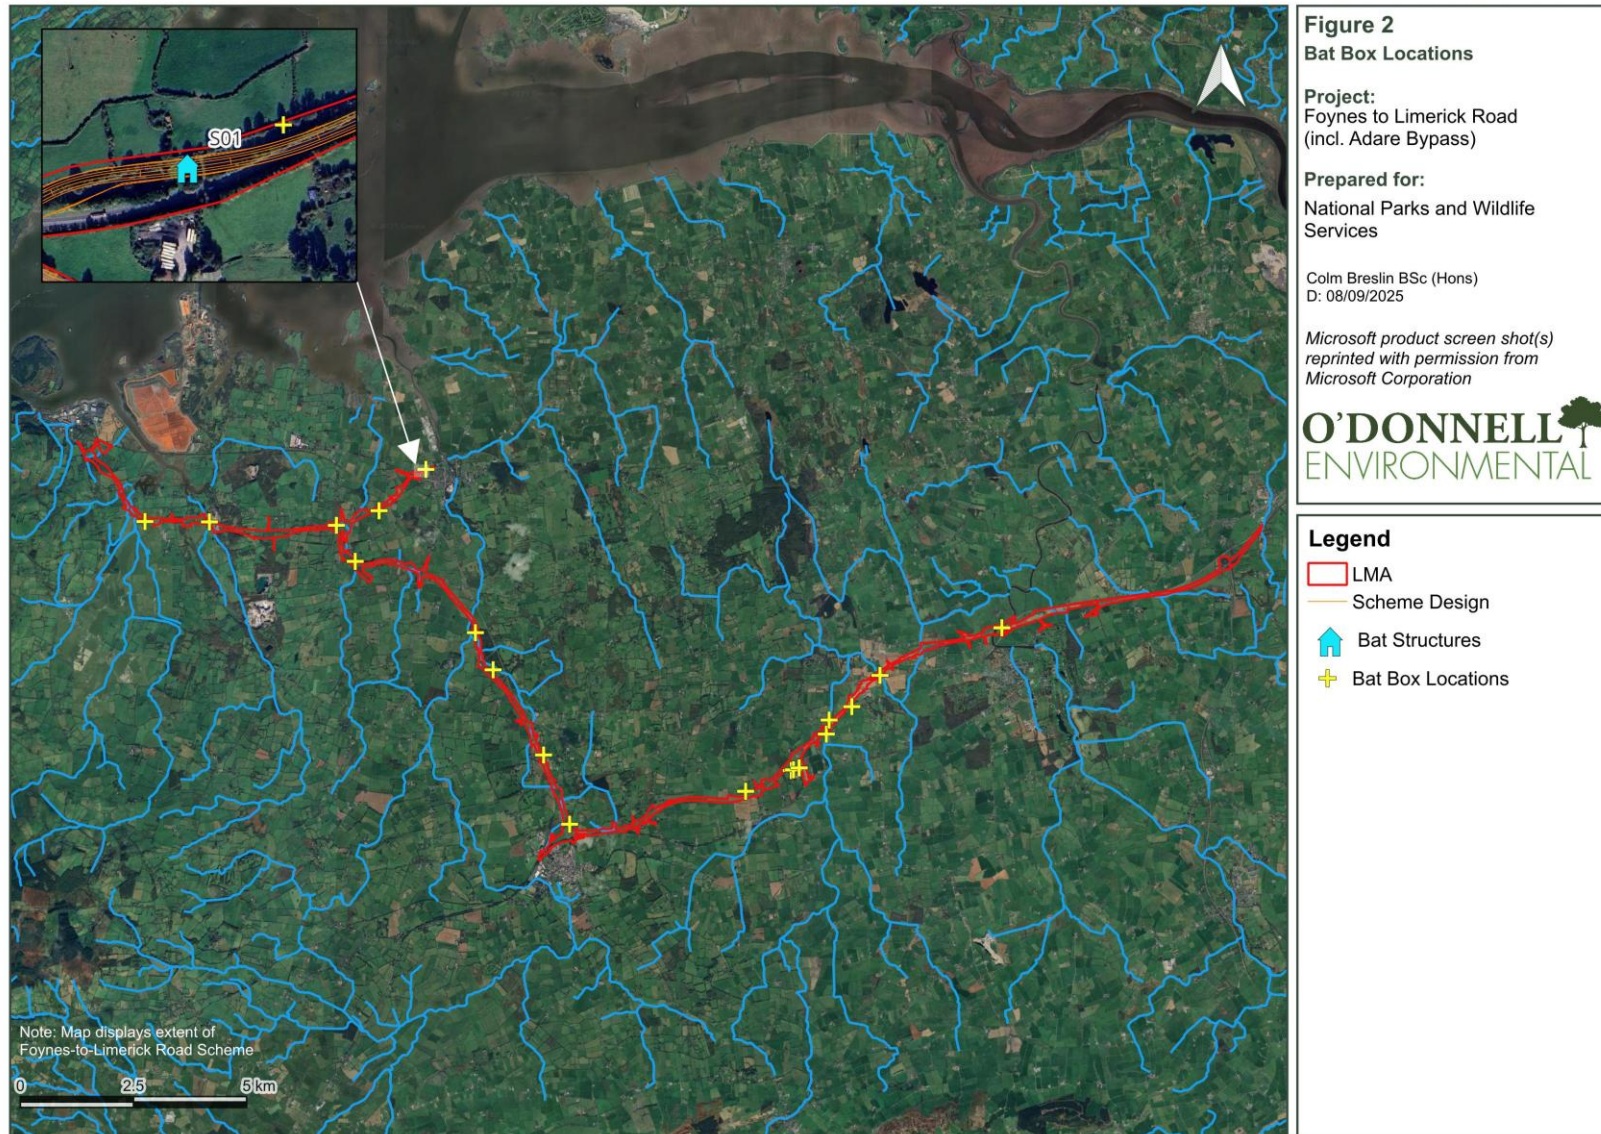 S01
Note: Map displays extent of
Foynes-to-Limerick Road Scheme
0 2.5 5 km
Figure 2
Bat Box Locations
Project:
Foynes to Limerick Road
(incl. Adare Bypass)
Prepared for:
National Parks and Wildlife
Services
Colm Breslin BSc (Hons)
D: 08/09/2025
Microsoft product screen shot(s)
reprinted with permission from
Microsoft Corporation
O'DONNELL
ENVIRONMENTAL
Legend
LMA
Scheme Design
Bat Structures
Bat Box Locations